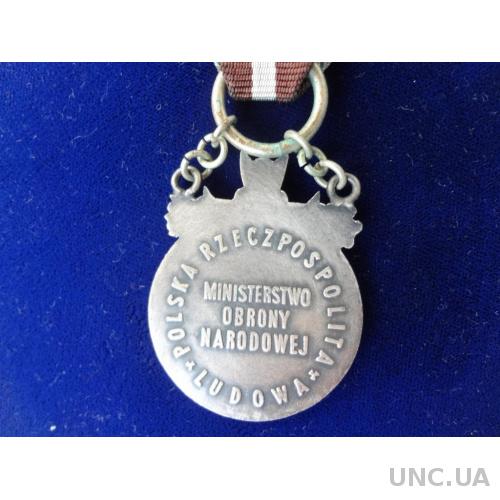 POLSKA RZECZPOSPOLITA
* LUDOWA *
MINISTERSTWO
OBRONY
NARODOWEJ
UNC.UA